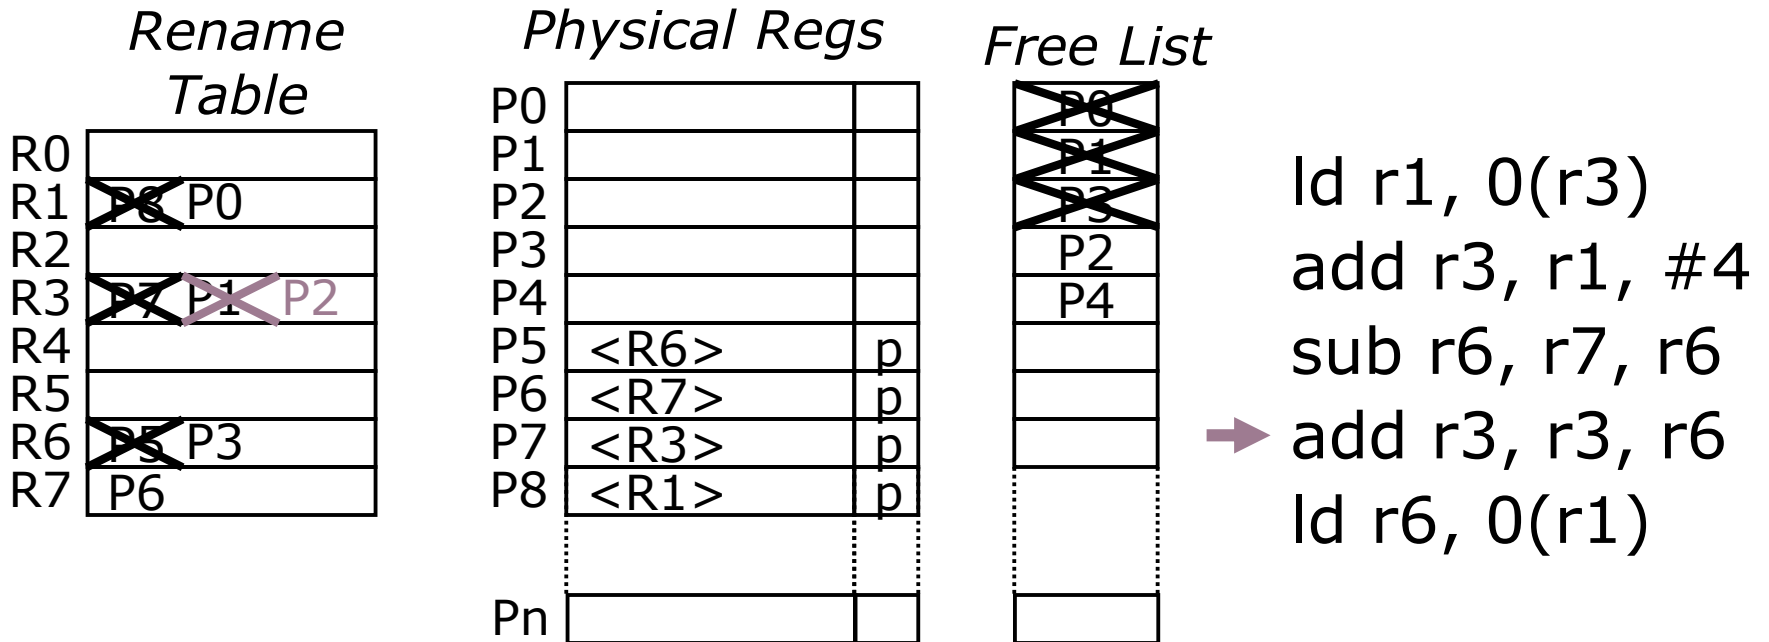 Rename
Table
R0
R1 P8 P0
R2
R3 P7 P1 P2
R4
R5
R6 P5 P3
R7 P6
Physical Regs
P0
P1
P2
P3
P4
P5 <R6> p
P6 <R7> p
P7 <R3> p
P8 <R1> p
Pn
Free List
P0
P1
P3
P2
P4
ld r1, 0(r3)
add r3, r1, #4
sub r6, r7, r6
add r3, r3, r6
ld r6, 0(r1)